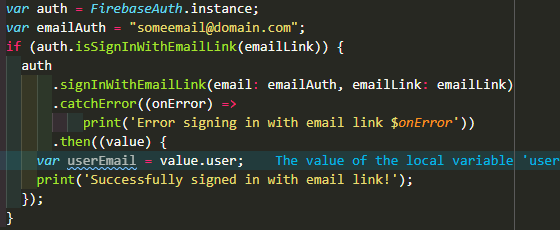 var auth = FirebaseAuth.instance;
var emailAuth = "someemail@domain.com";
if (auth.isSignInWithEmailLink(emailLink)) {
  auth
      .signInWithEmailLink(email: emailAuth, emailLink: emailLink)
      .catchError((onError) =>
          print('Error signing in with email link $onError'))
      .then((value) {
    var userEmail = value.user;    The value of the local variable 'user
    print('Successfully signed in with email link!');
  });
}